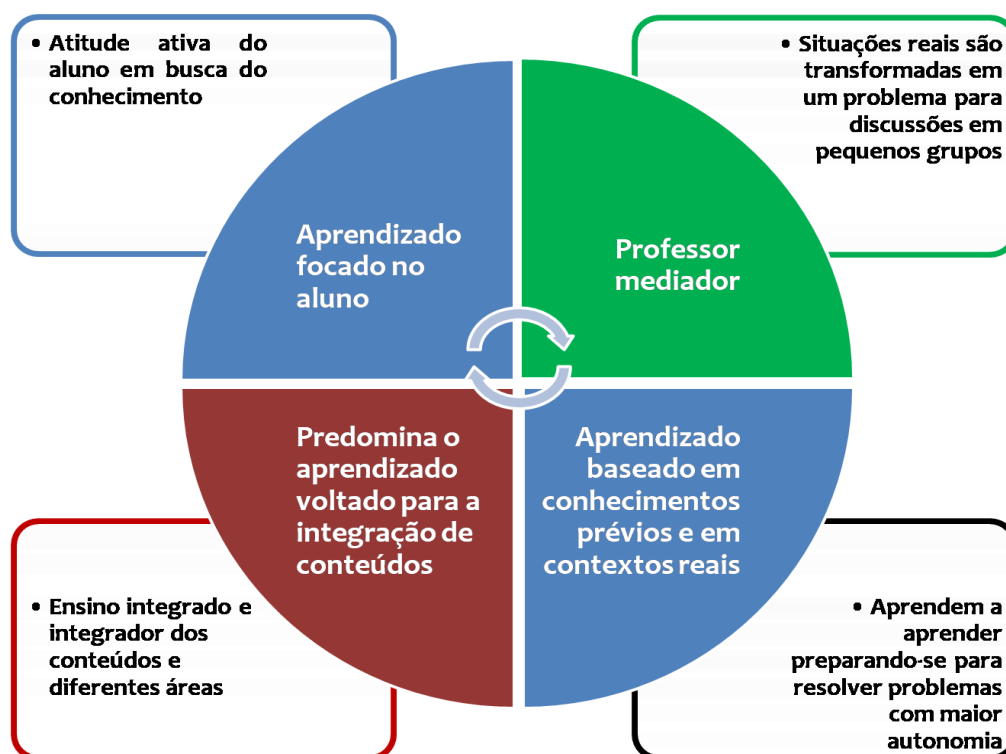 • Atitude ativa do
aluno em busca do
conhecimento
• Situações reais são
transformadas em
um problema para
discussões em
pequenos grupos
Aprendizado
focado no
aluno
Professor
mediador
Predomina o
aprendizado
voltado para a
integração de
conteúdos
Aprendizado
baseado em
conhecimentos
prévios e em
contextos reais
• Ensino integrado e
integrador dos
conteúdos e
diferentes áreas
• Aprendem a
aprender
preparando-se para
resolver problemas
com maior
autonomia